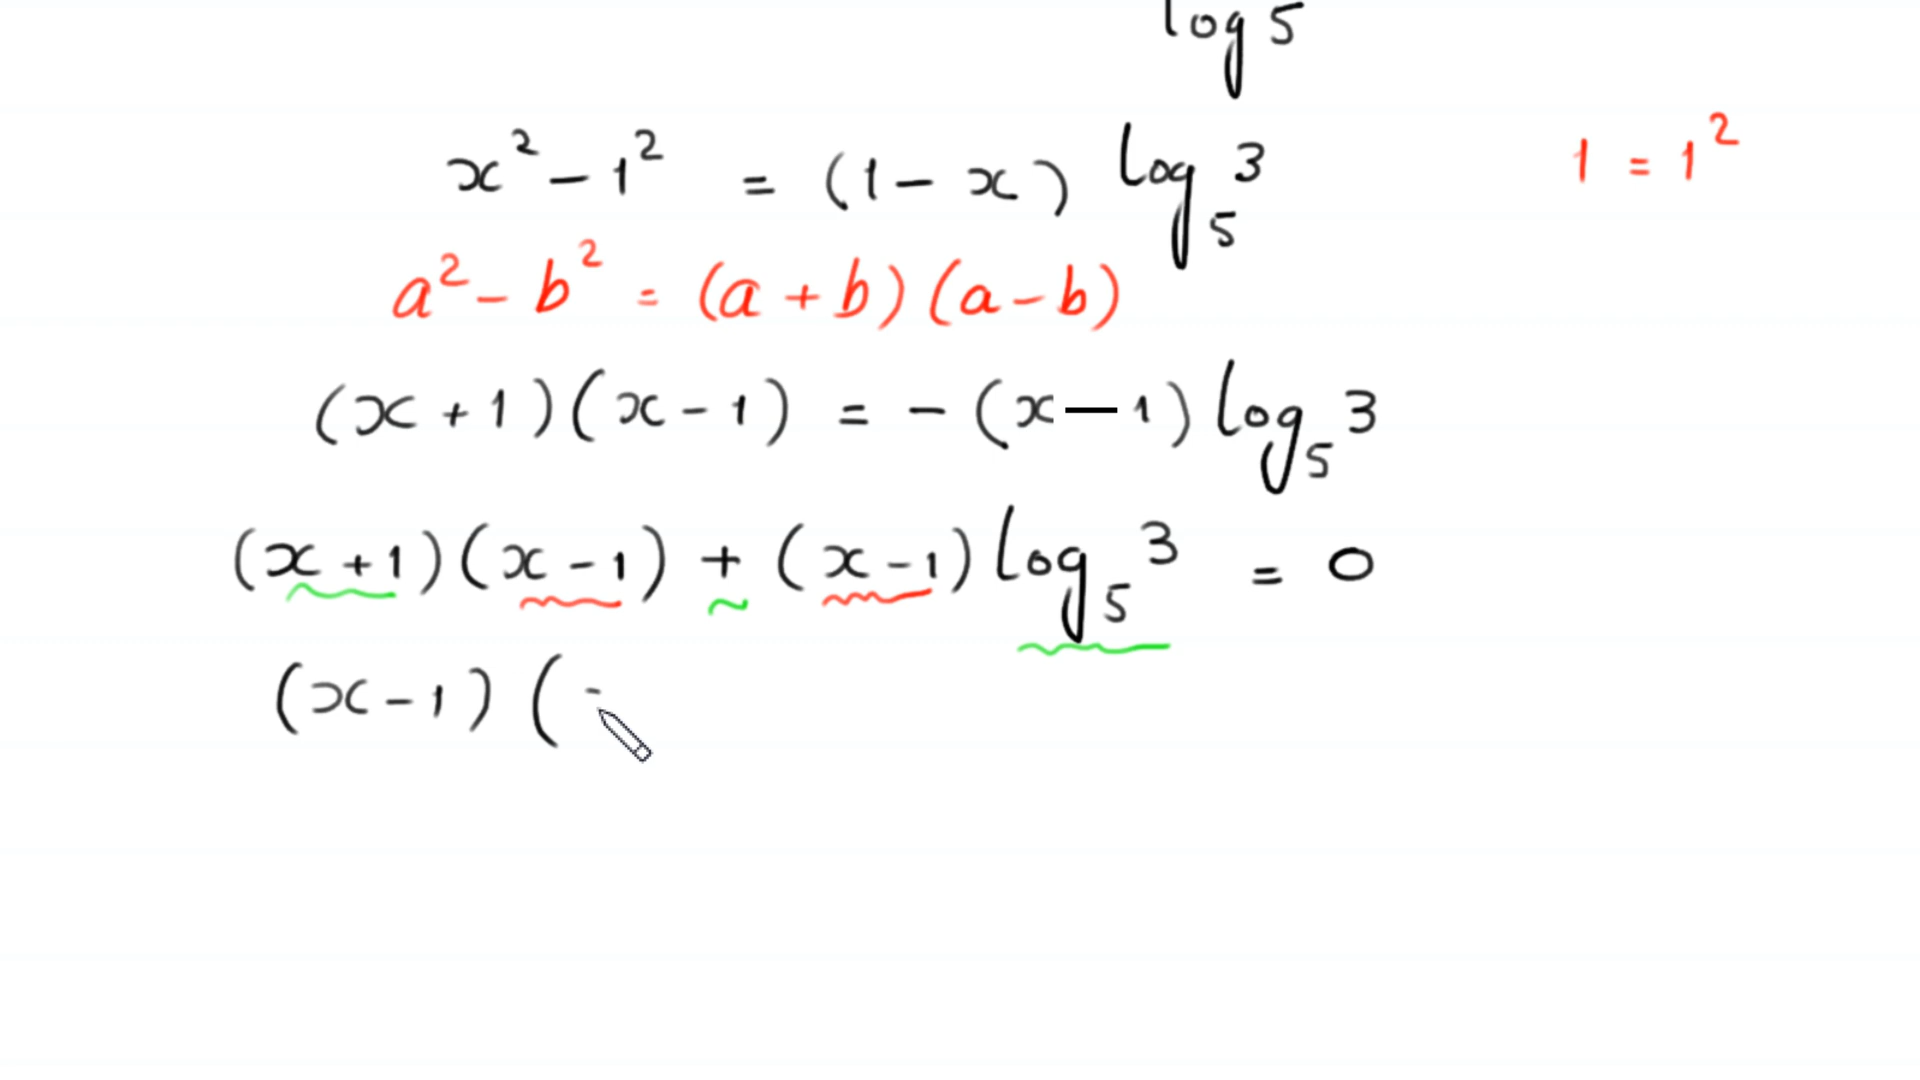 log 5
x² - 1² = (1 - x) log₅ 3
1 = 1²
a² - b² = (a + b)(a - b)
(x + 1)(x - 1) = - (x - 1) log₅ 3
(x + 1)(x - 1) + (x - 1) log₅ 3 = 0
(x - 1) (